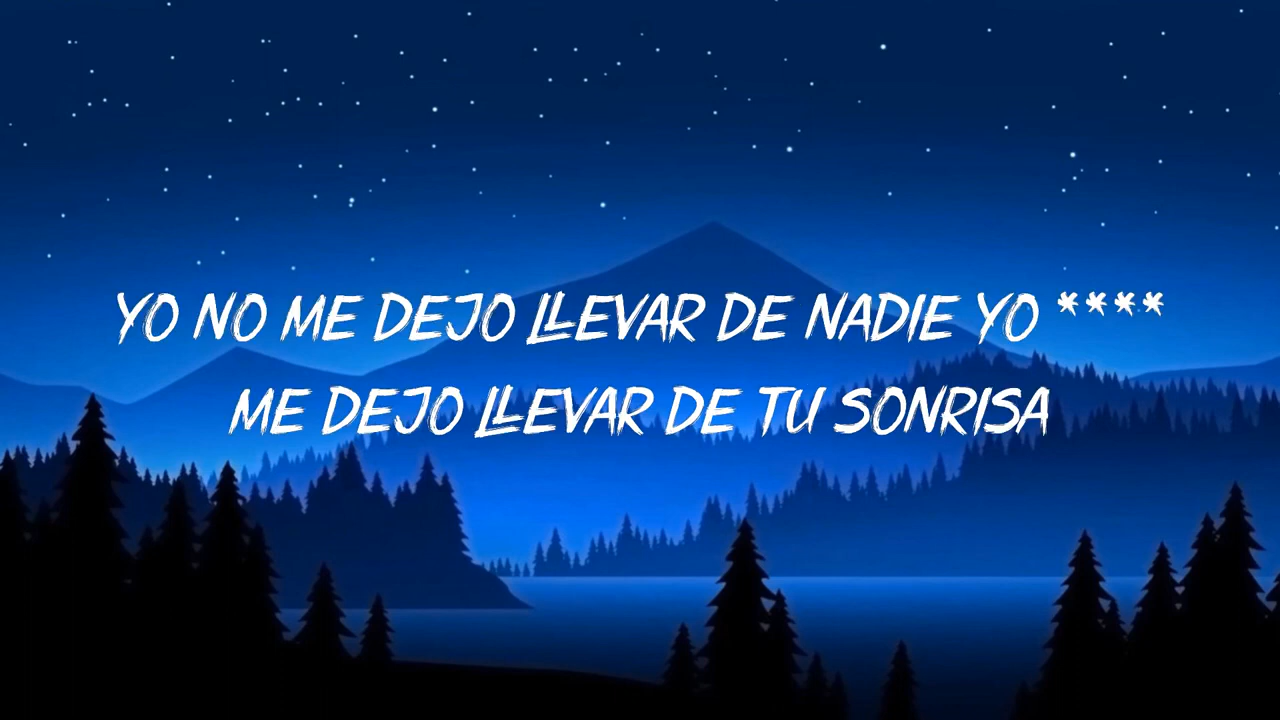 YO NO ME DEJO LLEVAR DE NADIE YO ****
ME DEJO LLEVAR DE TU SONRISA